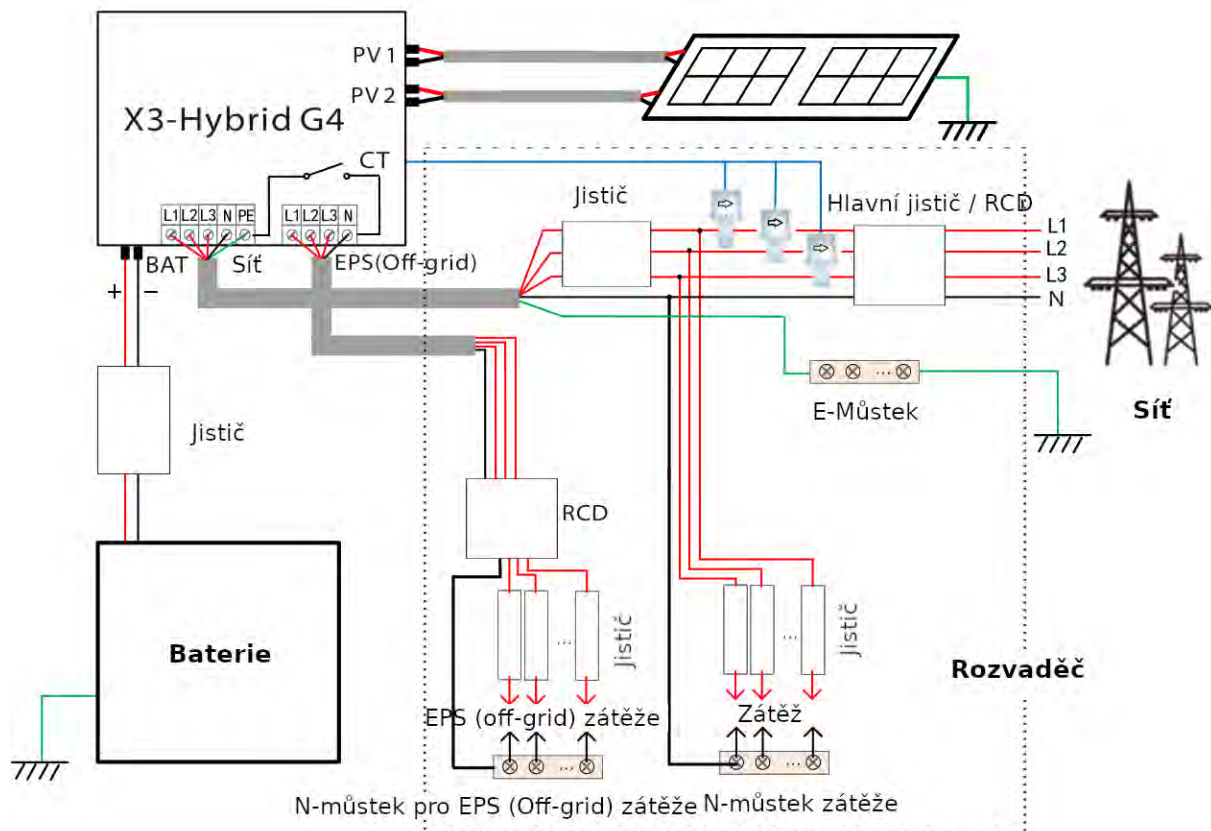 PV 1
PV 2
X3-Hybrid G4
CT
L1 L2 L3 N PE
L1 L2 L3 N
BAT
Síť
EPS(Off-grid)
+ −
Jistič
Hlavní jistič / RCD
L1
L2
L3
N
E-Můstek
Síť
Jistič
RCD
Baterie
...
Jistič
...
Jistič
Rozvaděč
EPS (off-grid) zátěže
Zátěž
...
...
...
N-můstek pro EPS (Off-grid) zátěže
N-můstek zátěže